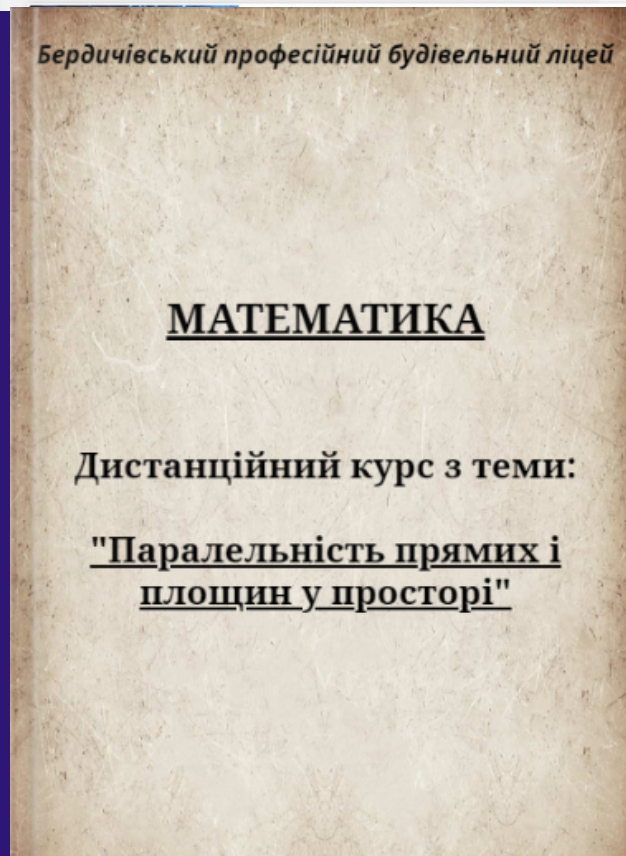 Бердичівський професійний будівельний ліцей
МАТЕМАТИКА
Дистанційний курс з теми:
"Паралельність прямих і
площин у просторі"